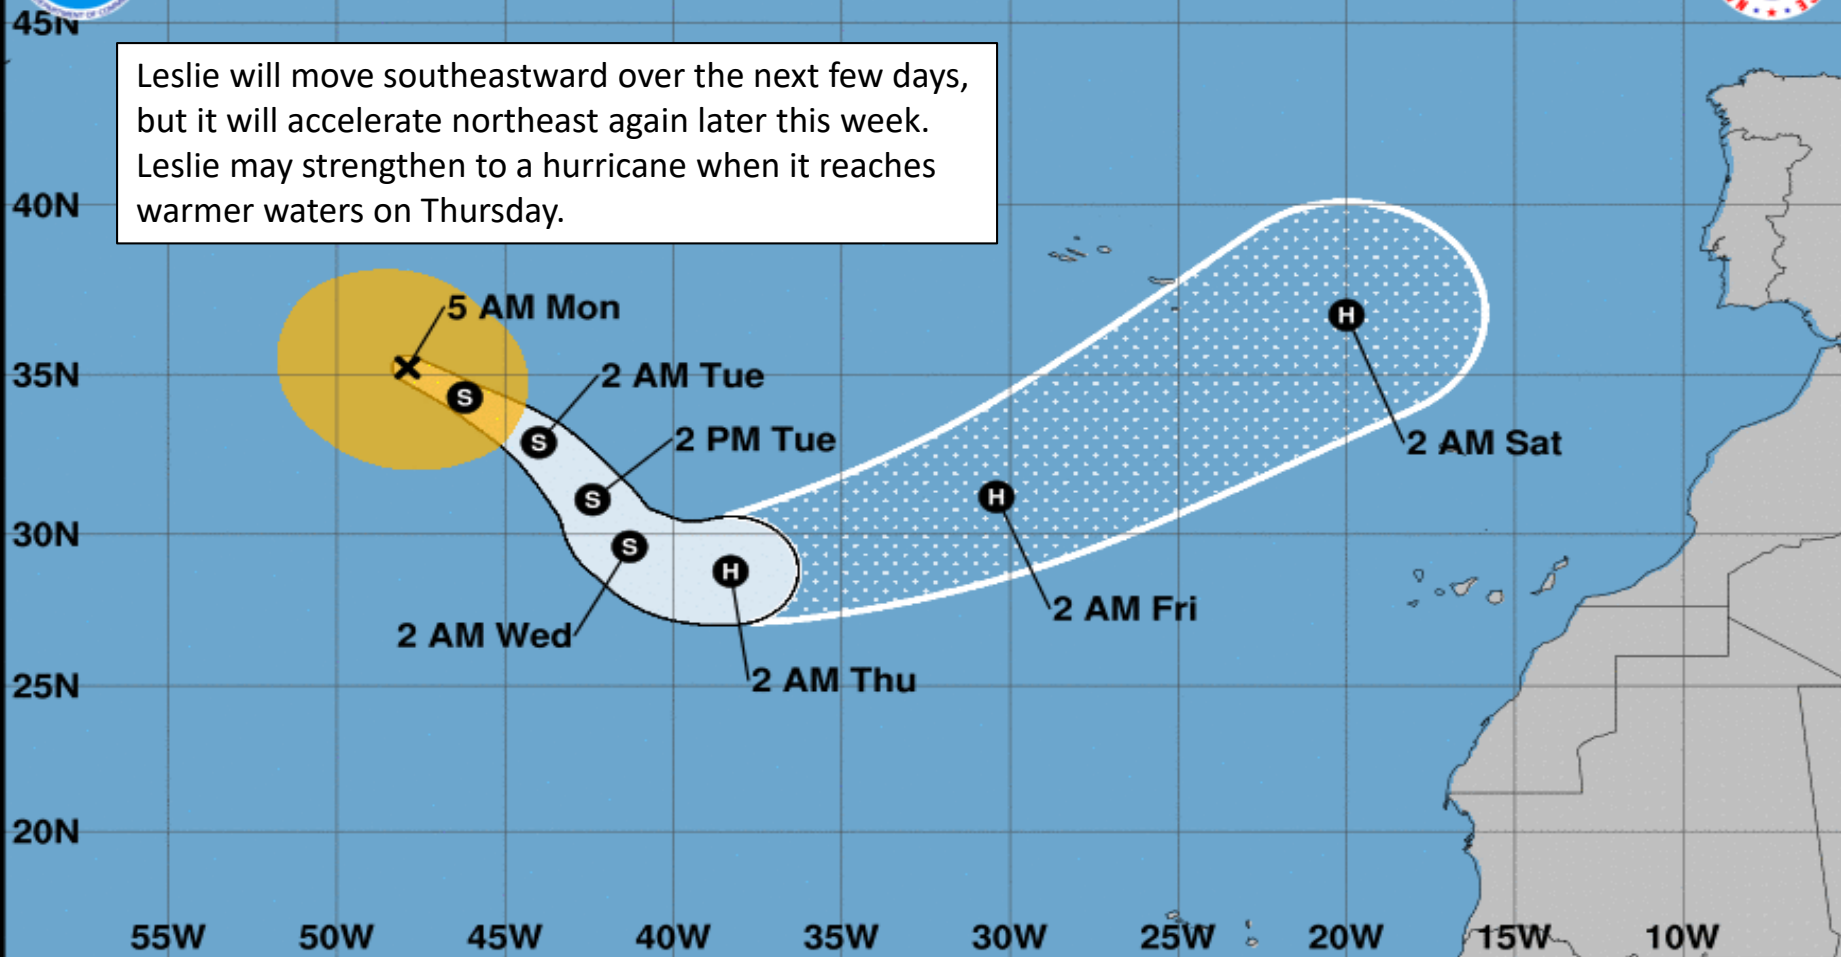 DEPARTMENT OF COMM
45N
Leslie will move southeastward over the next few days,
but it will accelerate northeast again later this week.
Leslie may strengthen to a hurricane when it reaches
warmer waters on Thursday.
40N
5 AM Mon
35N
S
2 AM Tue
H
S
2 PM Tue
2 AM Sat
S
H
30N
S
H
2 AM Fri
2 AM Wed
2 AM Thu
25N
20N
55W 50W 45W 40W 35W 30W 25W 20W 15W 10W